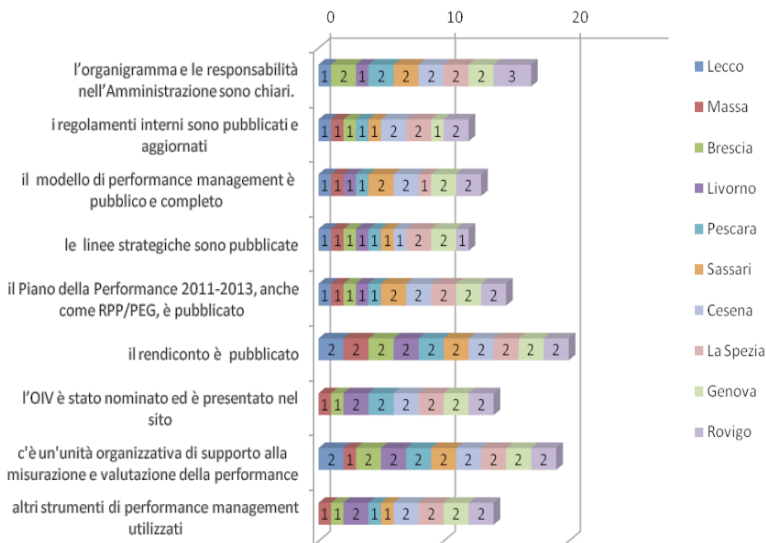 0 10 20
l'organigramma e le responsabilità
nell'Amministrazione sono chiari.
1 2 1 2 2 2 2 2 3
i regolamenti interni sono pubblicati e
aggiornati
1 1 1 1 1 2 2 1 2
il modello di performance management è
pubblico e completo
1 1 1 1 2 2 1 2 2
le linee strategiche sono pubblicate
1 1 1 1 1 1 1 2 2 1
il Piano della Performance 2011-2013, anche
come RPP/PEG, è pubblicato
1 1 1 1 1 2 2 2 2 2
il rendiconto è pubblicato
2 2 2 2 2 2 2 2 2 2
l'OIV è stato nominato ed è presentato nel
sito
1 1 2 2 2 2 2 2
c'è un'unità organizzativa di supporto alla
misurazione e valutazione della performance
2 1 2 2 2 2 2 2 2 2
altri strumenti di performance management
utilizzati
1 1 2 1 1 2 2 2 2
Lecco
Massa
Brescia
Livorno
Pescara
Sassari
Cesena
La Spezia
Genova
Rovigo